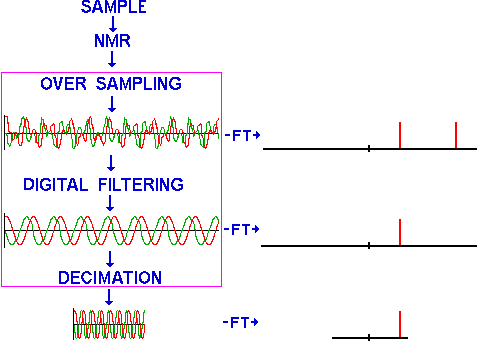 SAMPLE
NMR
OVER SAMPLING
-FT→
DIGITAL FILTERING
-FT→
DECIMATION
-FT→